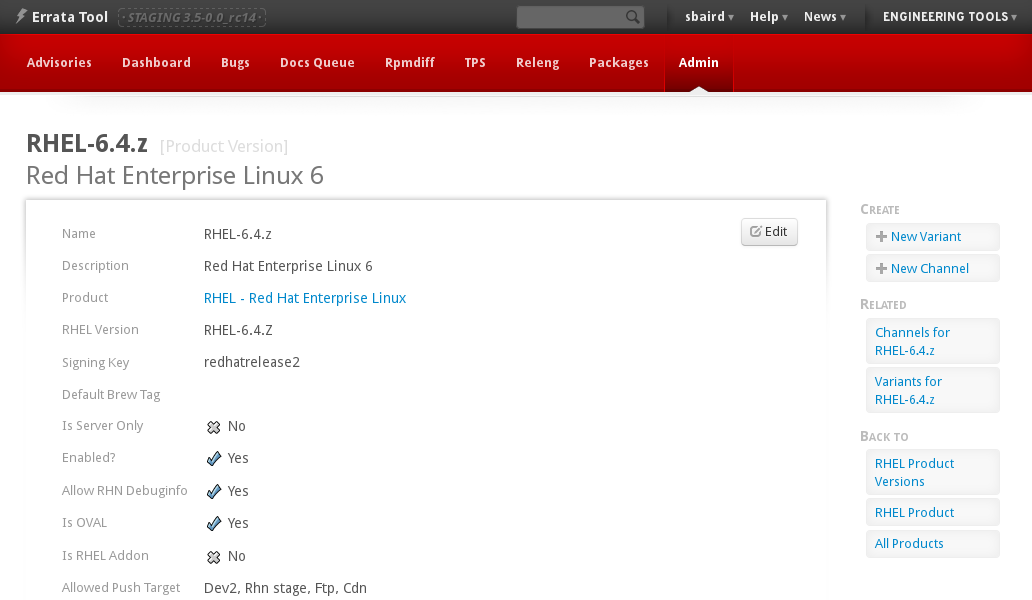 Errata Tool · STAGING 3.5-0.0_rc14 · sbaird ▾ Help ▾ News ▾ ENGINEERING TOOLS ▾
Advisories Dashboard Bugs Docs Queue Rpmdiff TPS Releng Packages Admin
RHEL-6.4.z [Product Version]
Red Hat Enterprise Linux 6
Edit
Name RHEL-6.4.z
Description Red Hat Enterprise Linux 6
Product RHEL - Red Hat Enterprise Linux
RHEL Version RHEL-6.4.Z
Signing Key redhatrelease2
Default Brew Tag
Is Server Only No
Enabled? Yes
Allow RHN Debuginfo Yes
Is OVAL Yes
Is RHEL Addon No
Allowed Push Target Dev2, Rhn stage, Ftp, Cdn
CREATE
New Variant
New Channel
RELATED
Channels for
RHEL-6.4.z
Variants for
RHEL-6.4.z
BACK TO
RHEL Product
Versions
RHEL Product
All Products